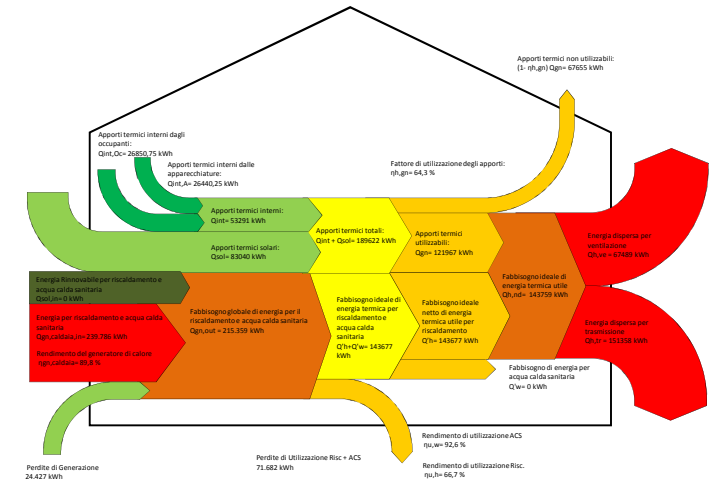 Apporti termici non utilizzabili:
(1- ηh,gn) Qgn= 67655 kWh
Apporti termici interni dagli
occupanti:
Qint,Oc= 26850,75 kWh
Apporti termici interni dalle
apparecchiature:
Qint,A= 26440,25 kWh
Fattore di utilizzazione degli apporti:
ηh,gn= 64,3 %
Apporti termici interni:
Qint= 53291 kWh
Apporti termici solari:
Qsol= 83040 kWh
Apporti termici totali:
Qint + Qsol= 189622 kWh
Apporti termici
utilizzabili:
Qgn= 121967 kWh
Energia dispersa per
ventilazione
Qh,ve = 67489 kWh
Energia Rinnovabile per riscaldamento e
acqua calda sanitaria
Qsol,in= 0 kWh
Energia per riscaldamento e acqua calda
sanitaria
Qgn,caldaia,in= 239.786 kWh
Rendimento del generatore di calore
ηgn,caldaia= 89,8 %
Fabbisogno globale di energia per il
riscaldamento e acqua calda sanitaria
Qgn,out = 215.359 kWh
Fabbisogno ideale di
energia termica per
riscaldamento e
acqua calda
sanitaria
Q'h+Q'w= 143677
kWh
Fabbisogno ideale
netto di energia
termica utile per
riscaldamento
Q'h= 143677 kWh
Fabbisogno ideale di
energia termica utile
Qh,nd= 143759 kWh
Energia dispersa per
trasmissione
Qh,tr = 151358 kWh
Fabbisogno di energia per
acqua calda sanitaria
Q'w= 0 kWh
Perdite di Generazione
24.427 kWh
Perdite di Utilizzazione Risc + ACS
71.682 kWh
Rendimento di utilizzazione ACS
ηu,w= 92,6 %
Rendimento di utilizzazione Risc.
ηu,h= 66,7 %